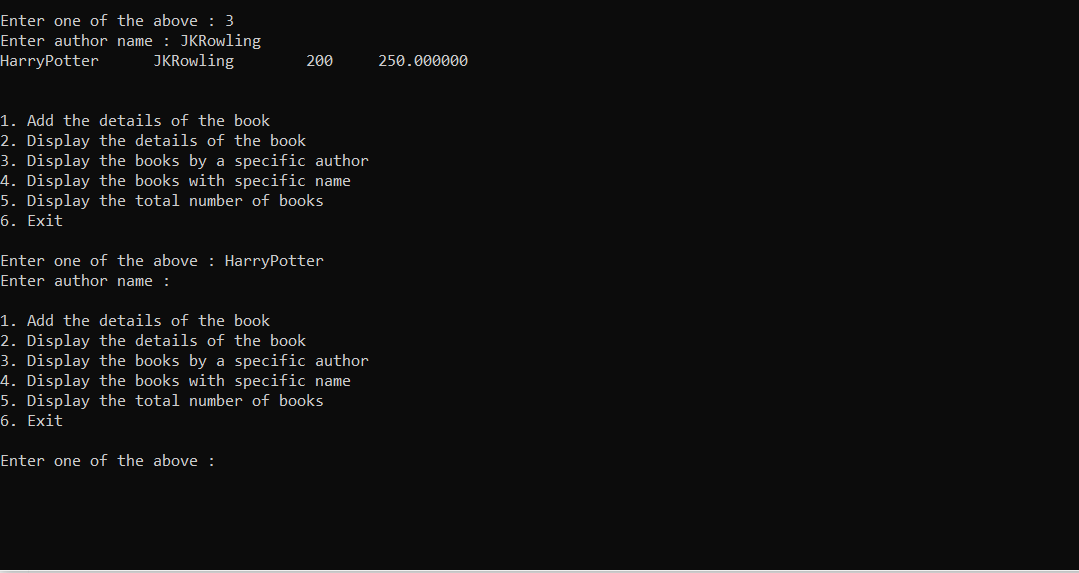 Enter one of the above : 3
Enter author name : JKRowling
HarryPotter      JKRowling        200     250.000000
1. Add the details of the book
2. Display the details of the book
3. Display the books by a specific author
4. Display the books with specific name
5. Display the total number of books
6. Exit
Enter one of the above : HarryPotter
Enter author name :
1. Add the details of the book
2. Display the details of the book
3. Display the books by a specific author
4. Display the books with specific name
5. Display the total number of books
6. Exit
Enter one of the above :